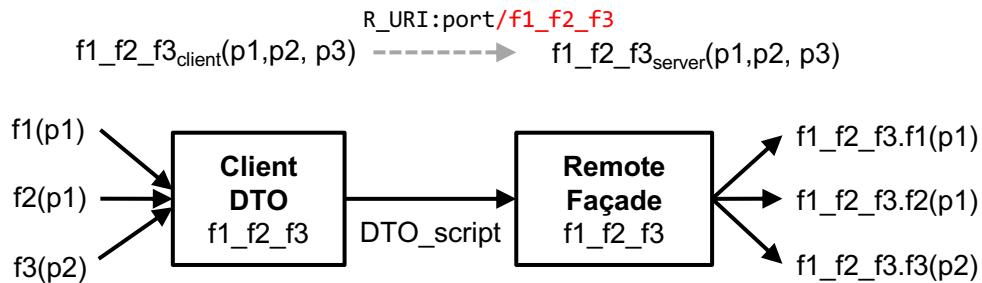 R_URI:port/f1_f2_f3
f1_f2_f3client(p1,p2, p3)
f1_f2_f3server(p1,p2, p3)
f1(p1)
f2(p1)
f3(p2)
Client
DTO
f1_f2_f3
DTO_script
Remote
Façade
f1_f2_f3
f1_f2_f3.f1(p1)
f1_f2_f3.f2(p1)
f1_f2_f3.f3(p2)